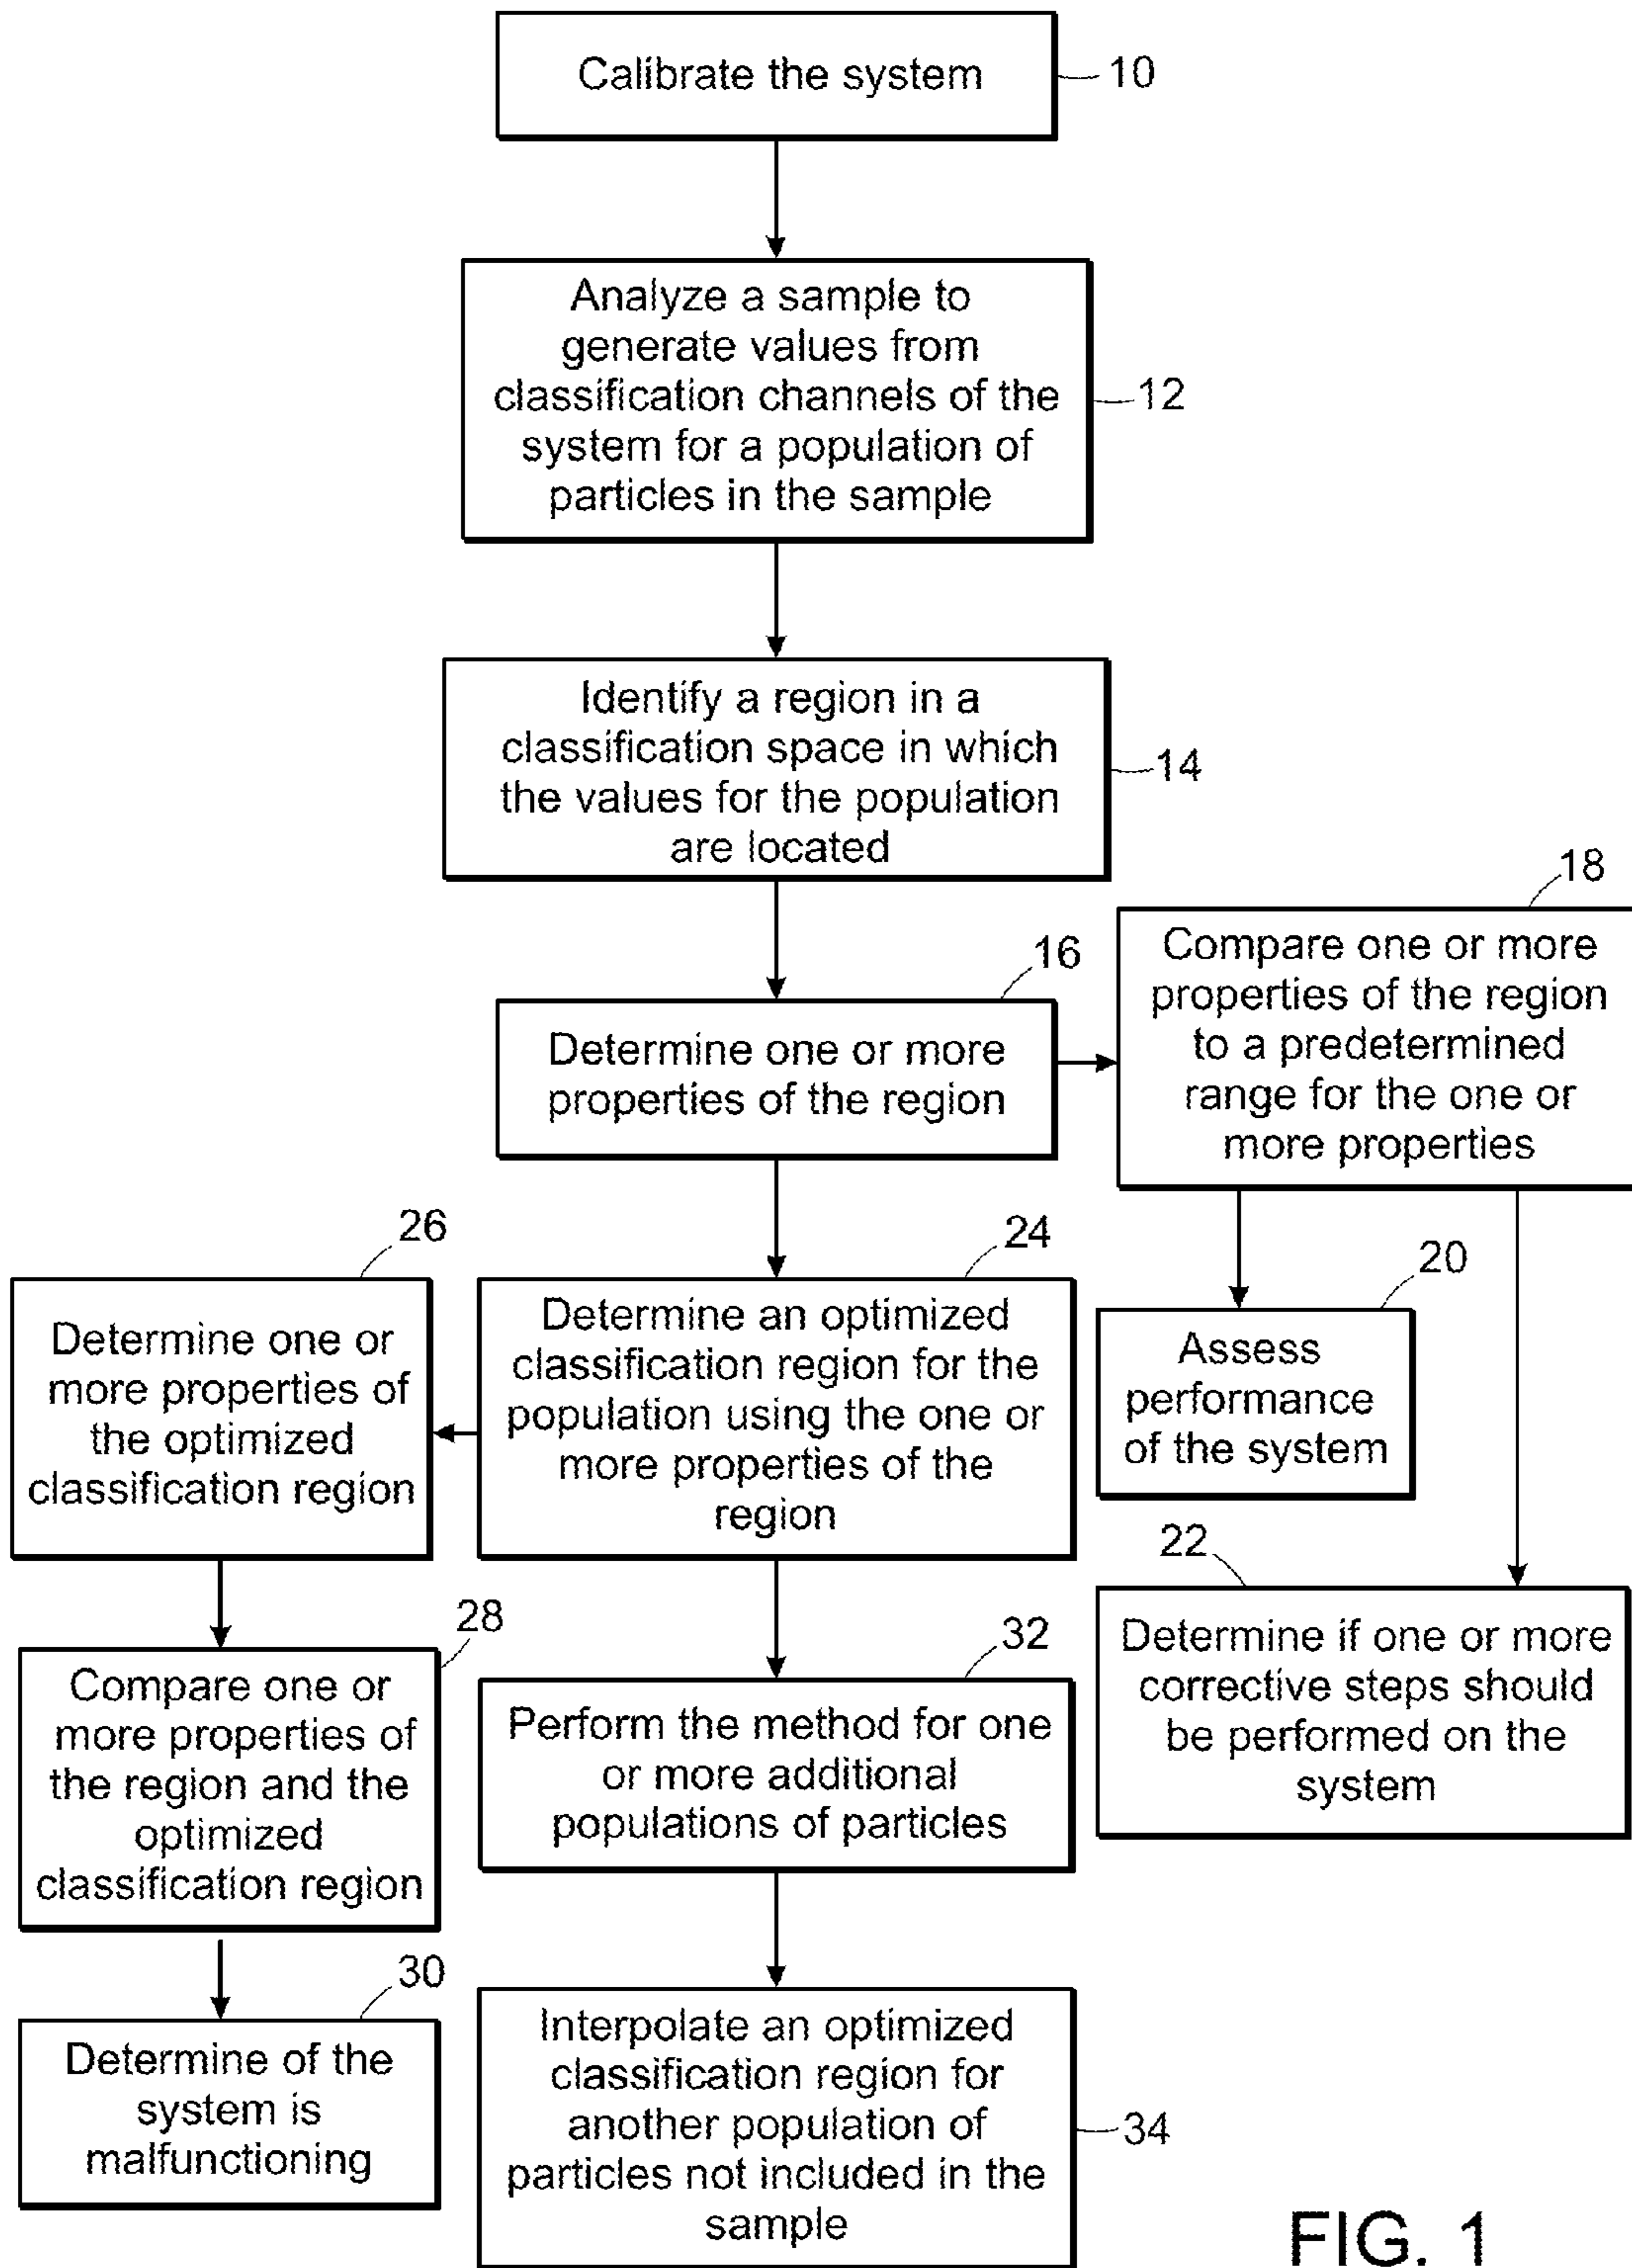 Calibrate the system
10
Analyze a sample to
generate values from
classification channels of the
system for a population of
particles in the sample
12
Identify a region in a
classification space in which
the values for the population
are located
14
16
Determine one or more
properties of the region
18
Compare one or more
properties of the region
to a predetermined
range for the one or
more properties
20
Assess
performance
of the system
22
Determine if one or more
corrective steps should
be performed on the
system
24
Determine an optimized
classification region for the
population using the one or
more properties of the
region
26
Determine one or
more properties of
the optimized
classification region
28
Compare one or
more properties of
the region and the
optimized
classification region
30
Determine of the
system is
malfunctioning
32
Perform the method for one
or more additional
populations of particles
Interpolate an optimized
classification region for
another population of
particles not included in the
sample
34
FIG. 1